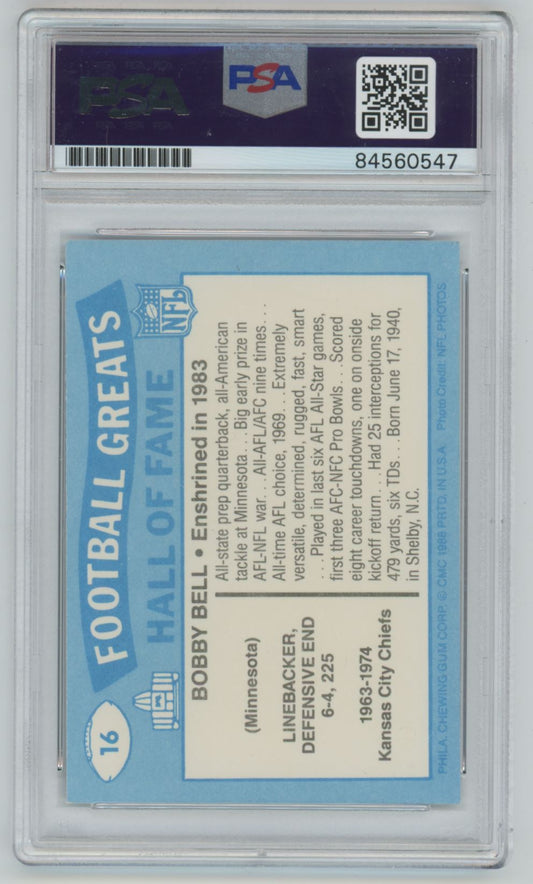 PSA
PSA
84560547
16
FOOTBALL GREATS
HALL OF FAME
NFL
BOBBY BELL • Enshrined in 1983
(Minnesota)
LINEBACKER,
DEFENSIVE END
6-4, 225
1963-1974
Kansas City Chiefs
All-state prep quarterback, all-American
tackle at Minnesota. . . Big early prize in
AFL-NFL war. . .All-AFL/AFC nine times. . .
All-time AFL choice, 1969. . . Extremely
versatile, determined, rugged, fast, smart
. . . Played in last six AFL All-Star games,
first three AFC-NFC Pro Bowls. . .Scored
eight career touchdowns, one on onside
kickoff return. . . Had 25 interceptions for
479 yards, six TDs. . . Born June 17, 1940,
in Shelby, N.C.
PHILA. CHEWING GUM CORP. © CMC 1988 PRTD. IN U.S.A. Photo Credit: NFL PHOTOS